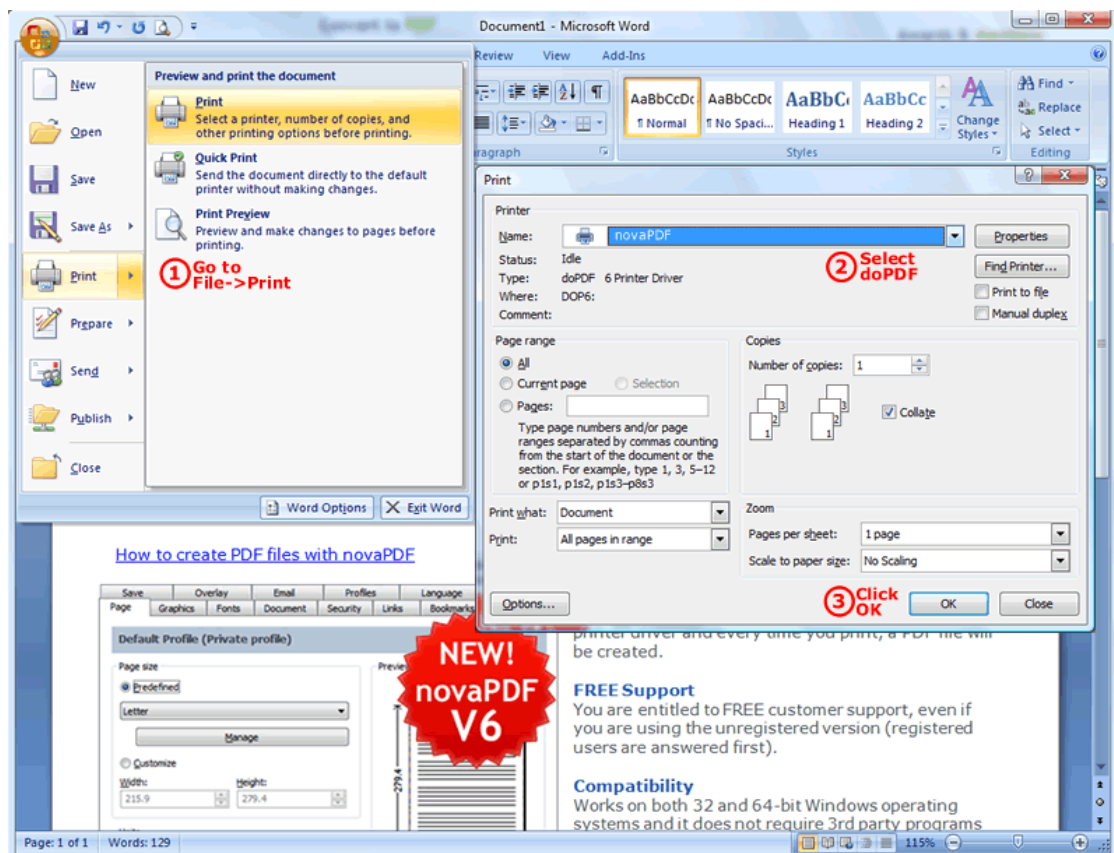 Document1 - Microsoft Word
Review View Add-Ins
New
Open
Save
Save As
Print
Prepare
Send
Publish
Close
Preview and print the document
Print
Select a printer, number of copies, and
other printing options before printing.
Quick Print
Send the document directly to the default
printer without making changes.
Print Preview
Preview and make changes to pages before
printing.
1 Go to
File->Print
Word Options
Exit Word
AaBbCcDc AaBbCcDc AaBbC AaBbCc
¶ Normal ¶ No Spaci... Heading 1 Heading 2
Change
Styles
Styles
Find
Replace
Select
Editing
Print
Printer
Name: novaPDF
Properties
Status: Idle
Type: doPDF 6 Printer Driver
Where: DOP6:
Comment:
2 Select
doPDF
Find Printer...
Print to file
Manual duplex
Page range
All
Current page Selection
Pages:
Type page numbers and/or page
ranges separated by commas counting
from the start of the document or the
section. For example, type 1, 3, 5–12
or p1s1, p1s2, p1s3–p8s3
Copies
Number of copies: 1
Collate
Print what: Document
Print: All pages in range
Zoom
Pages per sheet: 1 page
Scale to paper size: No Scaling
Options...
3 Click
OK
OK
Close
How to create PDF files with novaPDF
Save Overlay Email Profiles Language
Page Graphics Fonts Document Security Links Bookmarks
Default Profile (Private profile)
Page size
Predefined
Letter
Manage
Customize
Width: Height:
215.9 279.4
279.4
NEW!
novaPDF
V6
printer driver and every time you print, a PDF file will
be created.
FREE Support
You are entitled to FREE customer support, even if
you are using the unregistered version (registered
users are answered first).
Compatibility
Works on both 32 and 64-bit Windows operating
systems and it does not require 3rd party programs
Page: 1 of 1 Words: 129
115%